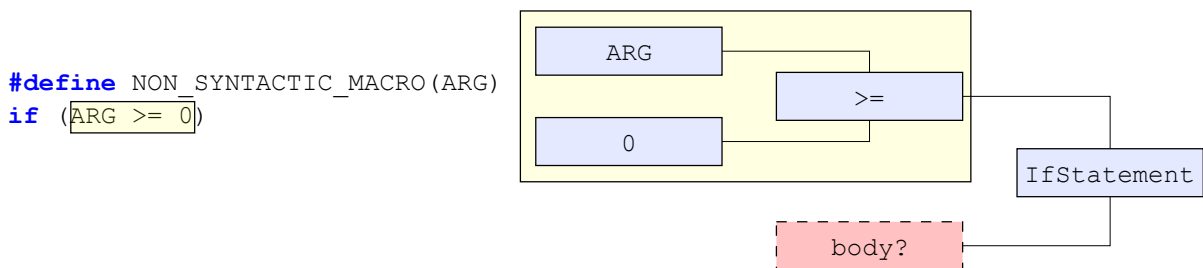 #define NON_SYNTACTIC_MACRO(ARG)
if (ARG >= 0)
ARG
>=
0
IfStatement
body?